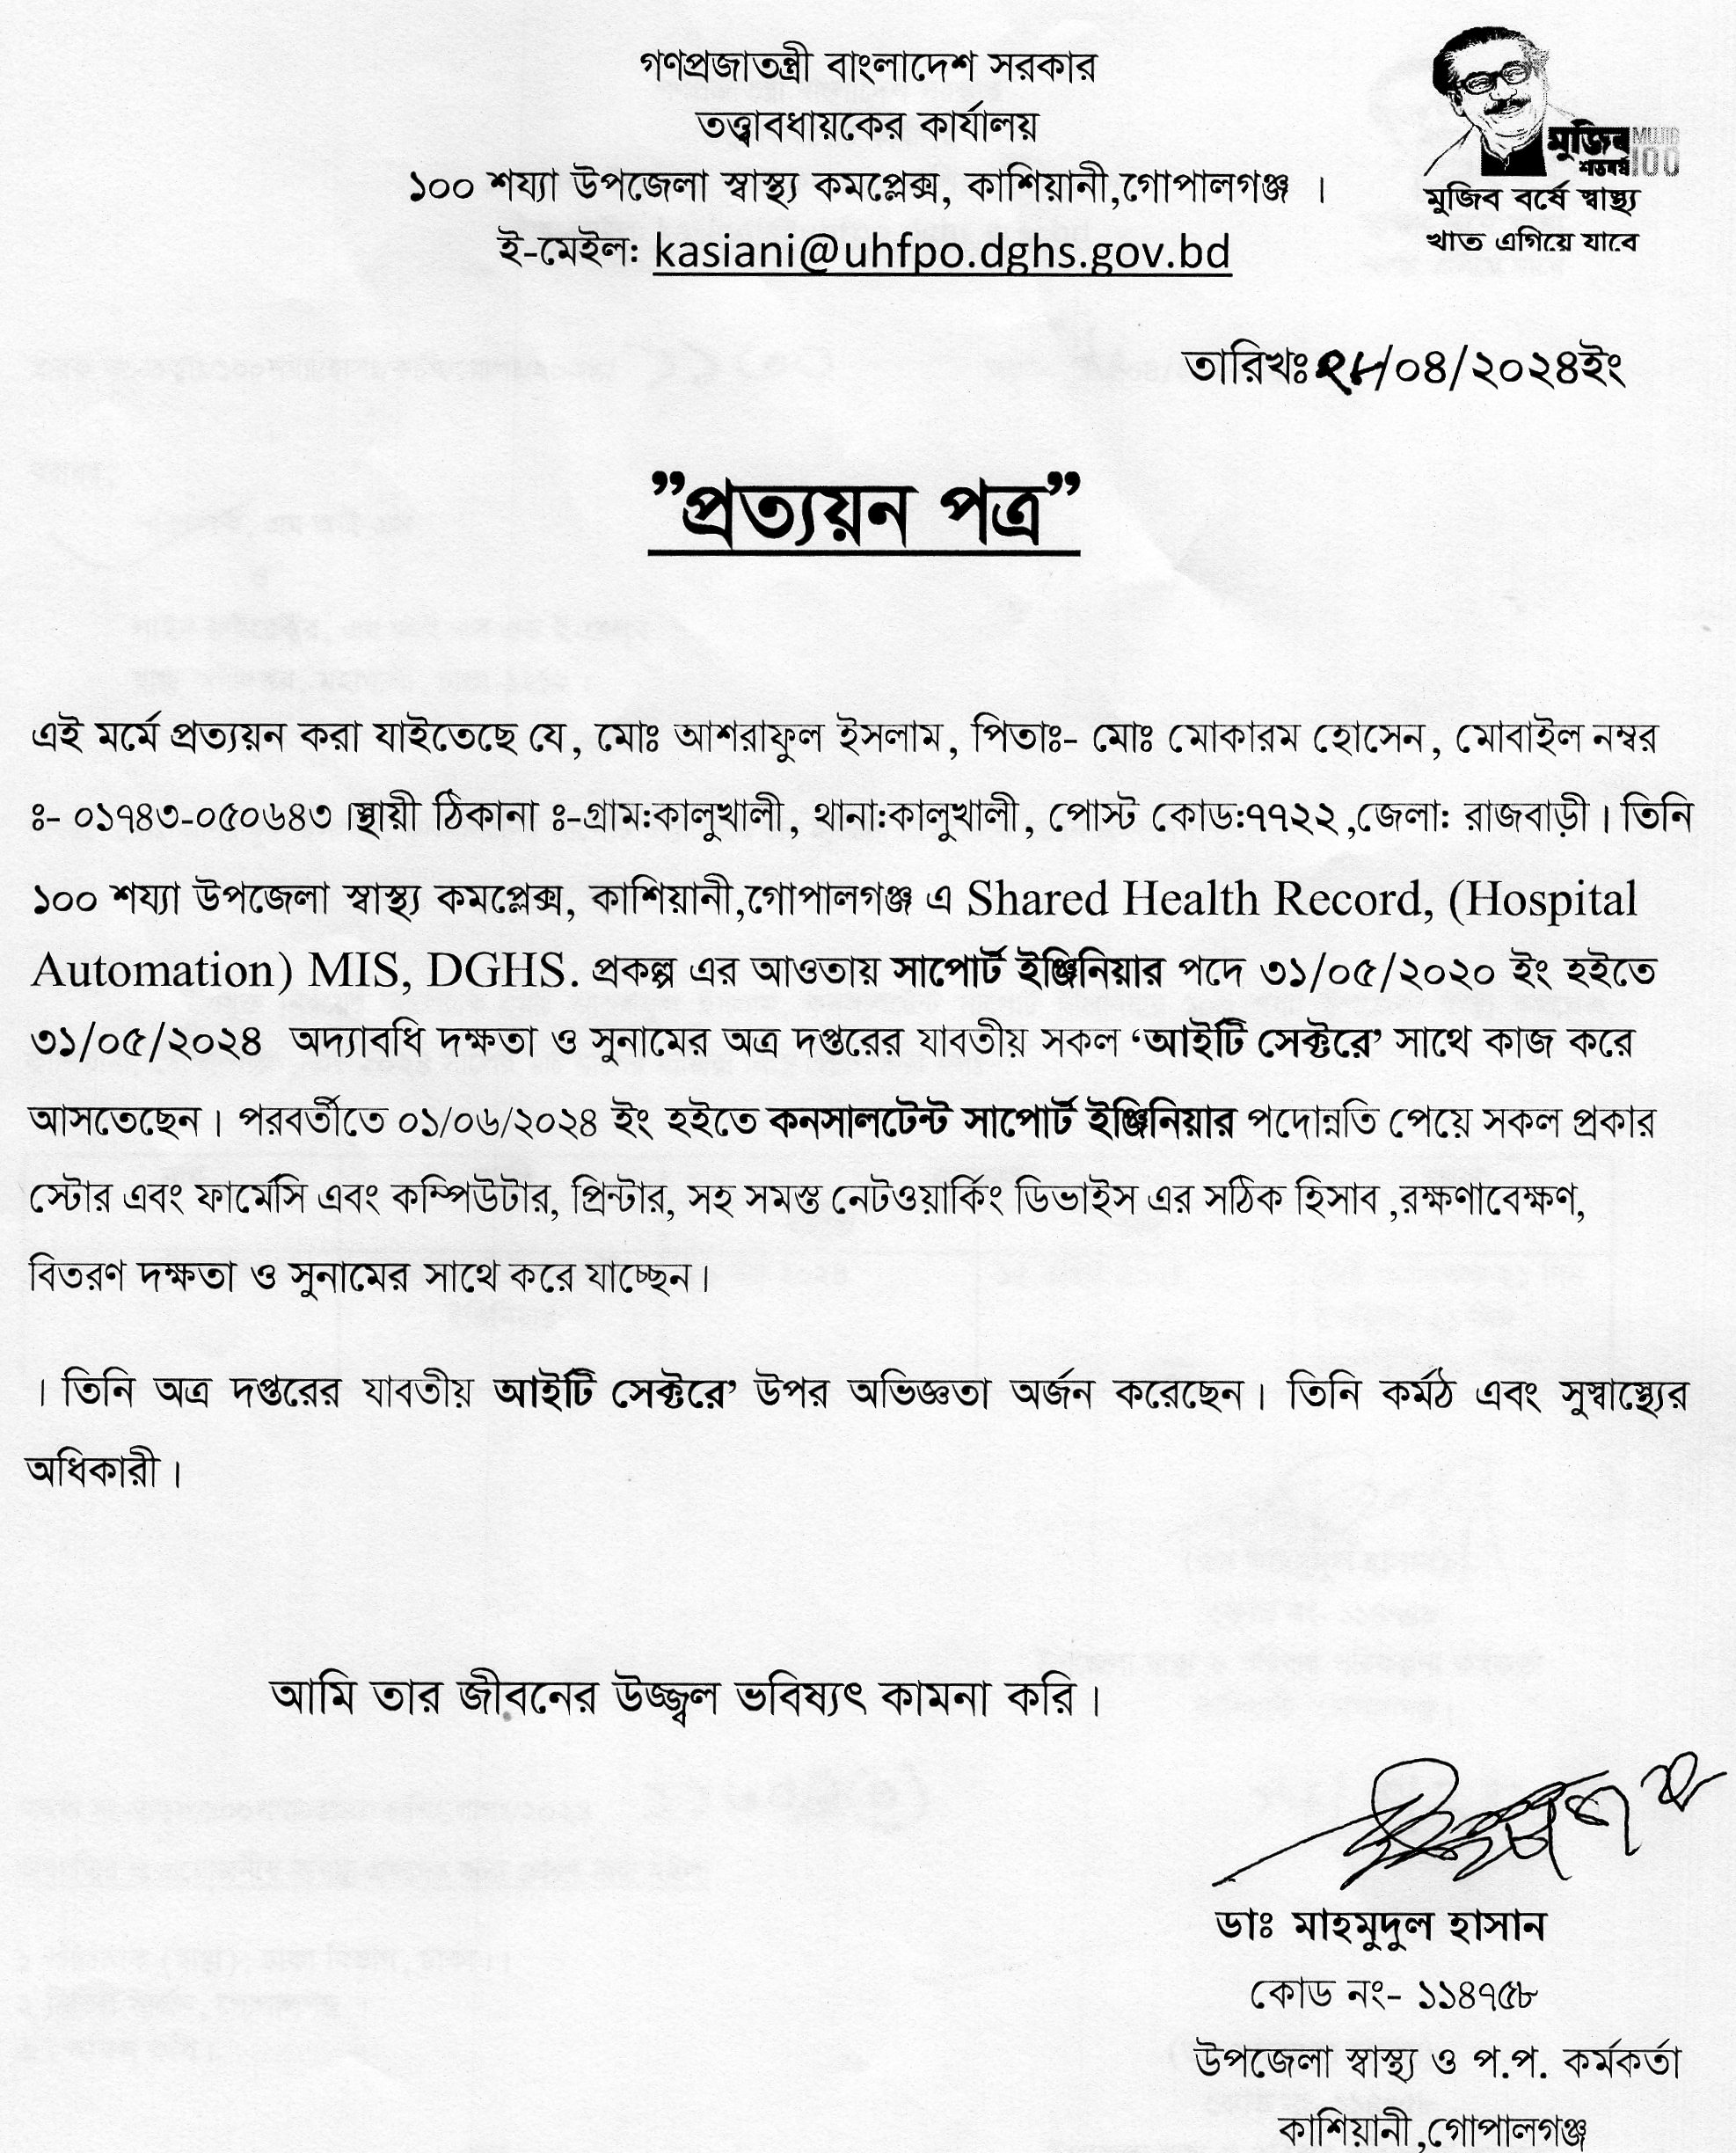 গণপ্রজাতন্ত্রী বাংলাদেশ সরকার
তত্ত্বাবধায়কের কার্যালয়
১০০ শয্যা উপজেলা স্বাস্থ্য কমপ্লেক্স, কাশিয়ানী,গোপালগঞ্জ ।
ই-মেইল: kasiani@uhfpo.dghs.gov.bd
মুজিব MUJIB
শতবর্ষ 100
মুজিব বর্ষে স্বাস্থ্য
খাত এগিয়ে যাবে
তারিখঃ২৮/০৪/২০২৪ইং
”প্রত্যয়ন পত্র”
এই মর্মে প্রত্যয়ন করা যাইতেছে যে, মোঃ আশরাফুল ইসলাম, পিতাঃ- মোঃ মোকারম হোসেন, মোবাইল নম্বর
ঃ- ০১৭৪৩-০৫০৬৪৩ ।স্থায়ী ঠিকানা ঃ-গ্রাম:কালুখালী, থানা:কালুখালী, পোস্ট কোড:৭৭২২,জেলা: রাজবাড়ী। তিনি
১০০ শয্যা উপজেলা স্বাস্থ্য কমপ্লেক্স, কাশিয়ানী,গোপালগঞ্জ এ Shared Health Record, (Hospital
Automation) MIS, DGHS. প্রকল্প এর আওতায় সাপোর্ট ইঞ্জিনিয়ার পদে ৩১/০৫/২০২০ ইং হইতে
৩১/০৫/২০২৪ অদ্যাবধি দক্ষতা ও সুনামের অত্র দপ্তরের যাবতীয় সকল ‘আইটি সেক্টরে’ সাথে কাজ করে
আসতেছেন। পরবর্তীতে ০১/০৬/২০২৪ ইং হইতে কনসালটেন্ট সাপোর্ট ইঞ্জিনিয়ার পদোন্নতি পেয়ে সকল প্রকার
স্টোর এবং ফার্মেসি এবং কম্পিউটার, প্রিন্টার, সহ সমস্ত নেটওয়ার্কিং ডিভাইস এর সঠিক হিসাব ,রক্ষণাবেক্ষণ,
বিতরণ দক্ষতা ও সুনামের সাথে করে যাচ্ছেন।
। তিনি অত্র দপ্তরের যাবতীয় আইটি সেক্টরে’ উপর অভিজ্ঞতা অর্জন করেছেন। তিনি কর্মঠ এবং সুস্বাস্থ্যের
অধিকারী।
আমি তার জীবনের উজ্জ্বল ভবিষ্যৎ কামনা করি।
ডাঃ মাহমুদুল হাসান
কোড নং- ১১৪৭৫৮
উপজেলা স্বাস্থ্য ও প.প. কর্মকর্তা
কাশিয়ানী,গোপালগঞ্জ